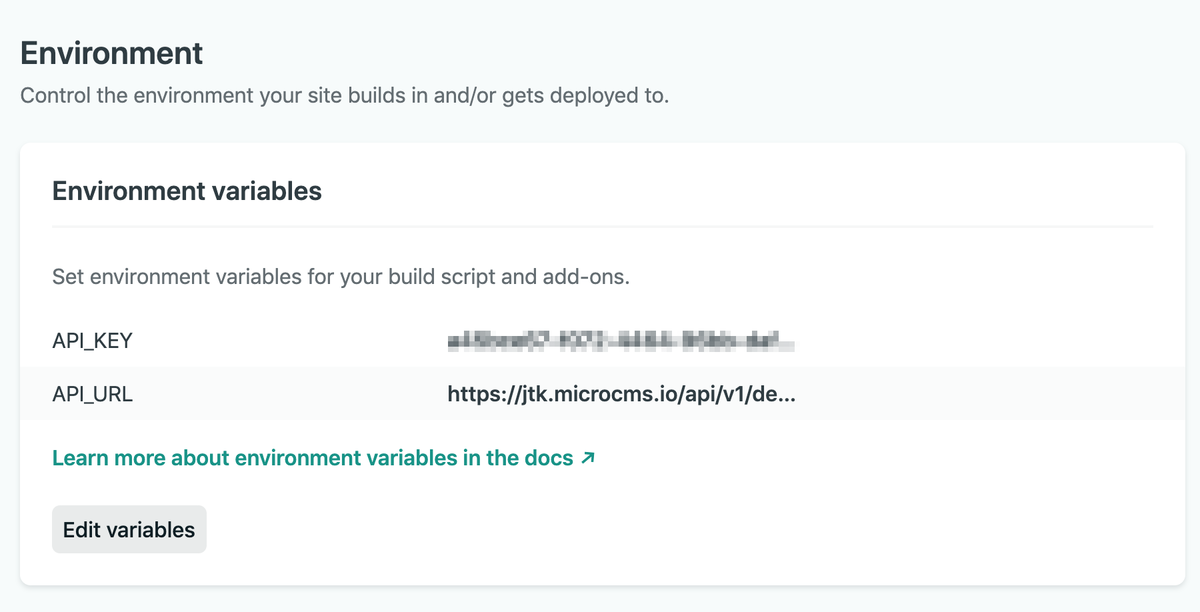 Environment
Control the environment your site builds in and/or gets deployed to.
Environment variables
Set environment variables for your build script and add-ons.
API_KEY
API_URL https://jtk.microcms.io/api/v1/de...
Learn more about environment variables in the docs ↗
Edit variables